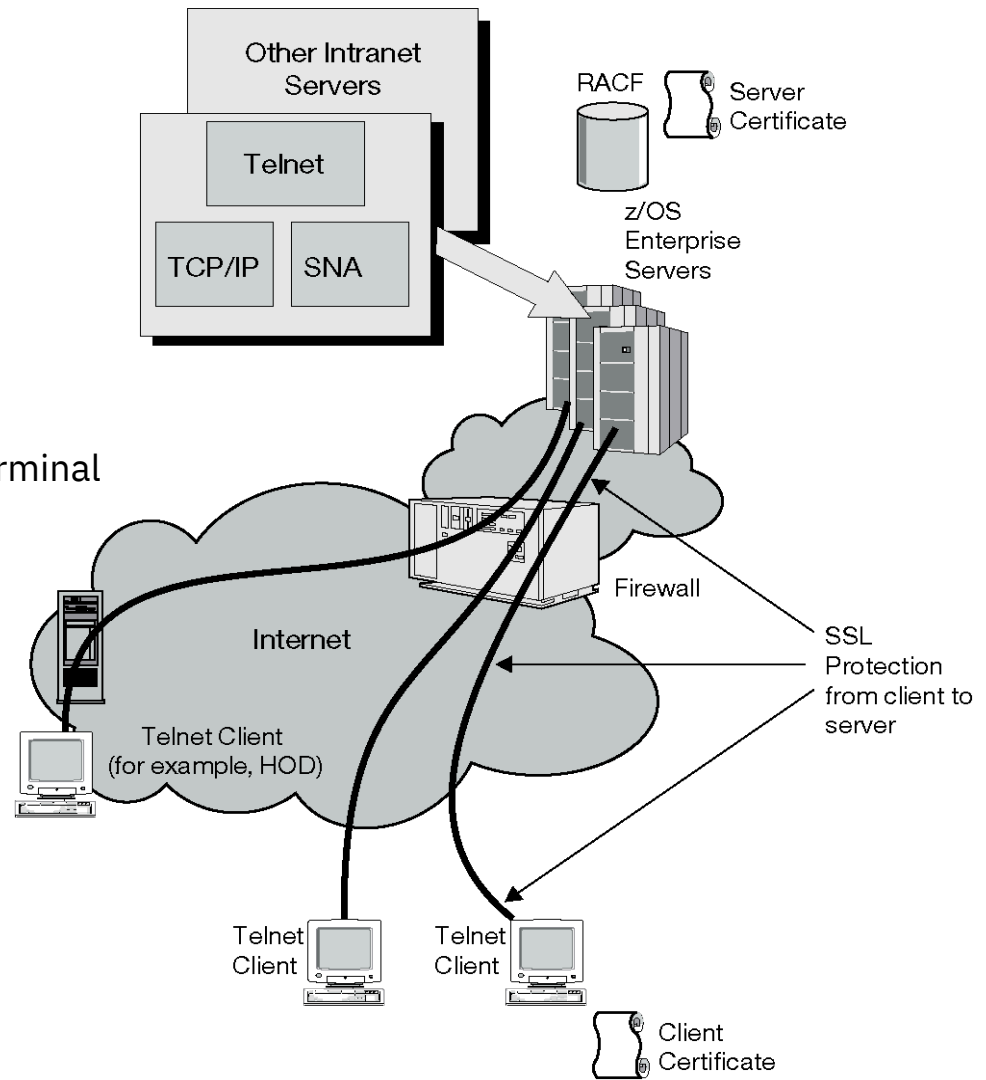 Other Intranet
Servers
Telnet
TCP/IP
SNA
RACF
Server
Certificate
z/OS
Enterprise
Servers
rminal
Firewall
Internet
SSL
Protection
from client to
server
Telnet Client
(for example, HOD)
Telnet
Client
Telnet
Client
Client
Certificate